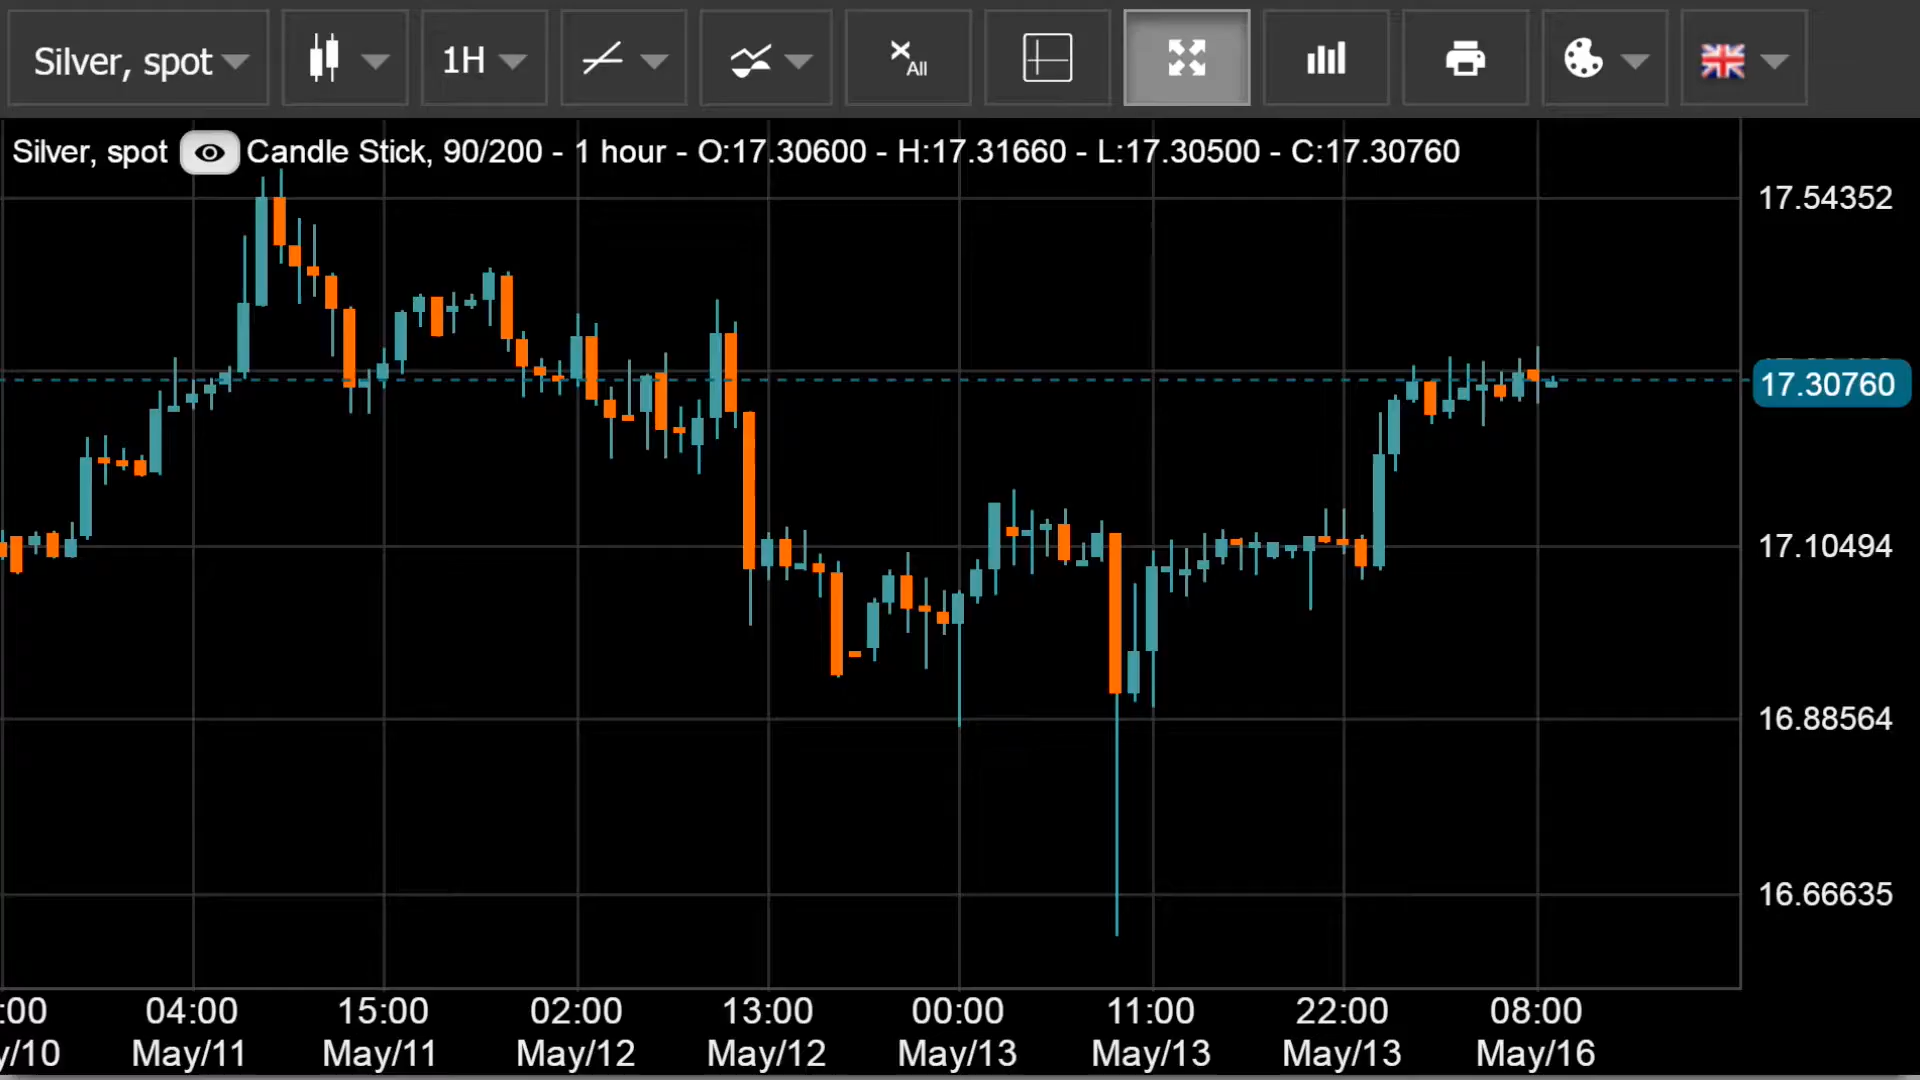 Silver, spot 1H x All
Silver, spot Candle Stick, 90/200 - 1 hour - O:17.30600 - H:17.31660 - L:17.30500 - C:17.30760
17.54352
17.30760
17.10494
16.88564
16.66635
:00 04:00 15:00 02:00 13:00 00:00 11:00 22:00 08:00
y/10 May/11 May/11 May/12 May/12 May/13 May/13 May/13 May/16